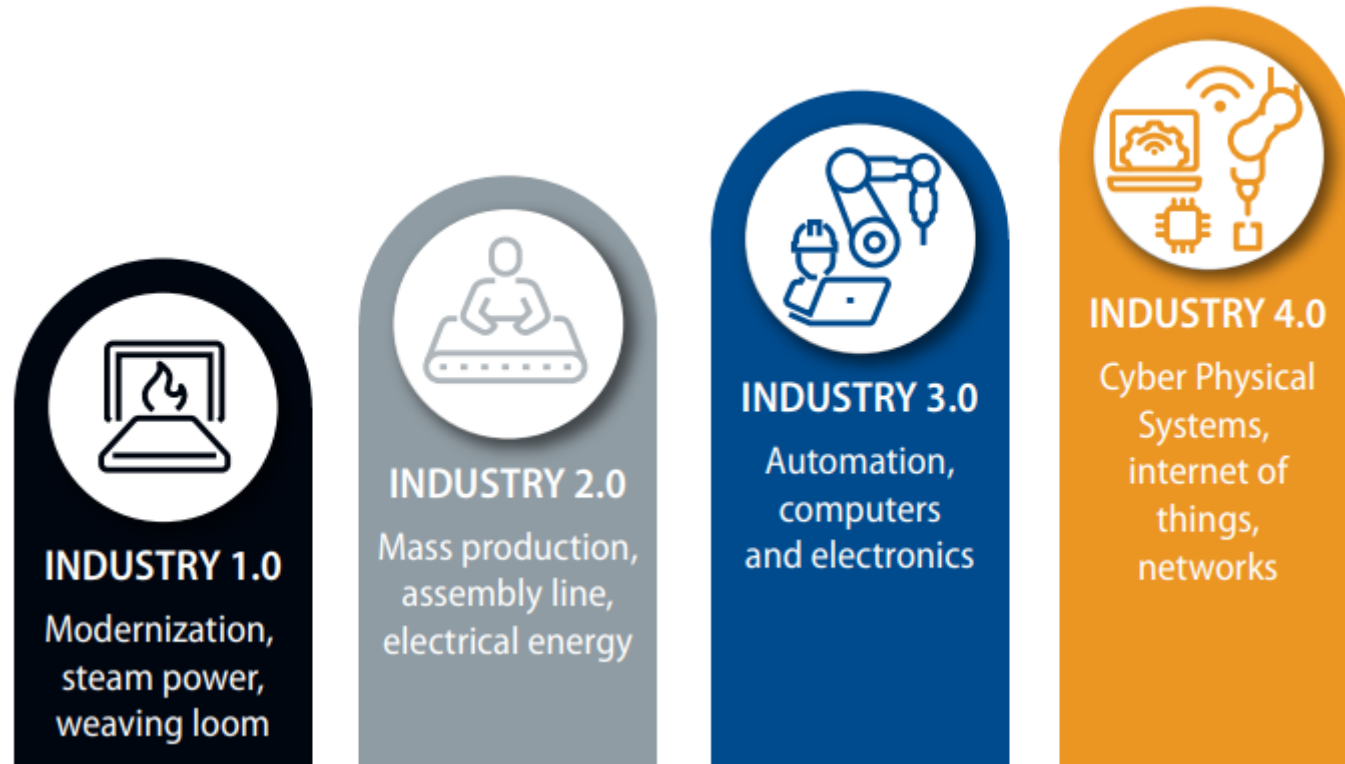 INDUSTRY 1.0
Modernization,
steam power,
weaving loom
INDUSTRY 2.0
Mass production,
assembly line,
electrical energy
INDUSTRY 3.0
Automation,
computers
and electronics
INDUSTRY 4.0
Cyber Physical
Systems,
internet of
things,
networks